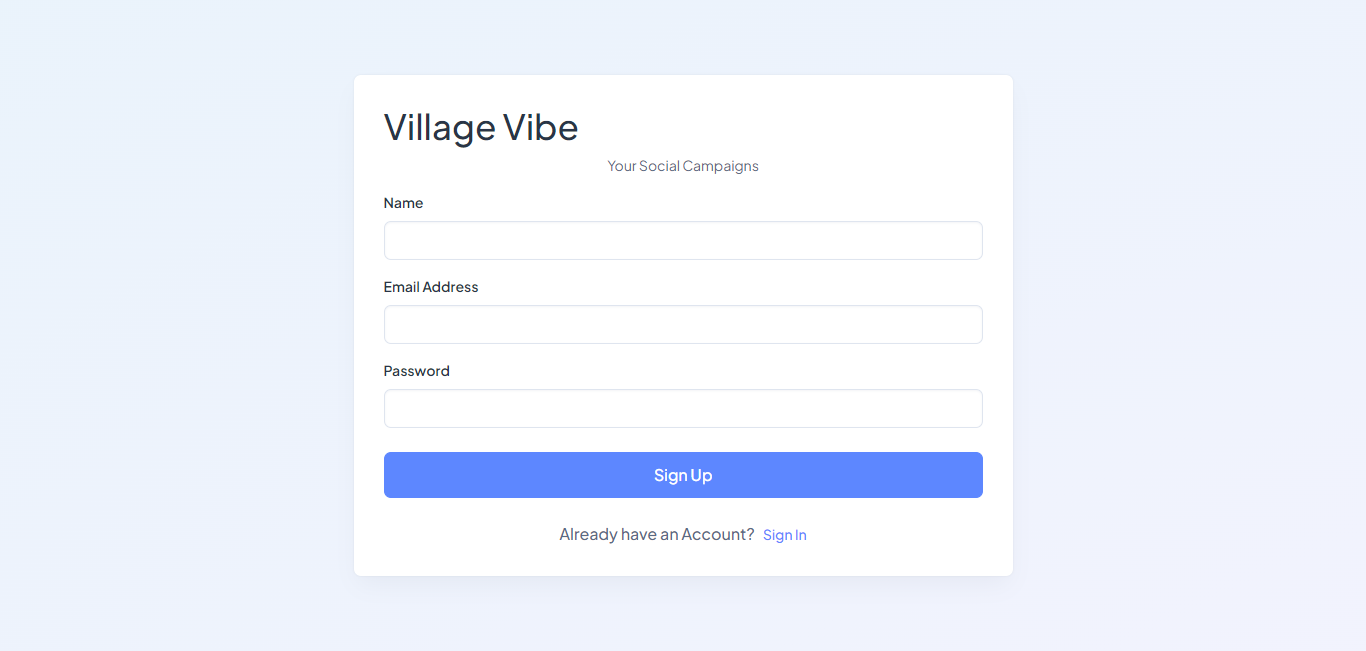 Village Vibe
Your Social Campaigns
Name
Email Address
Password
Sign Up
Already have an Account? Sign In